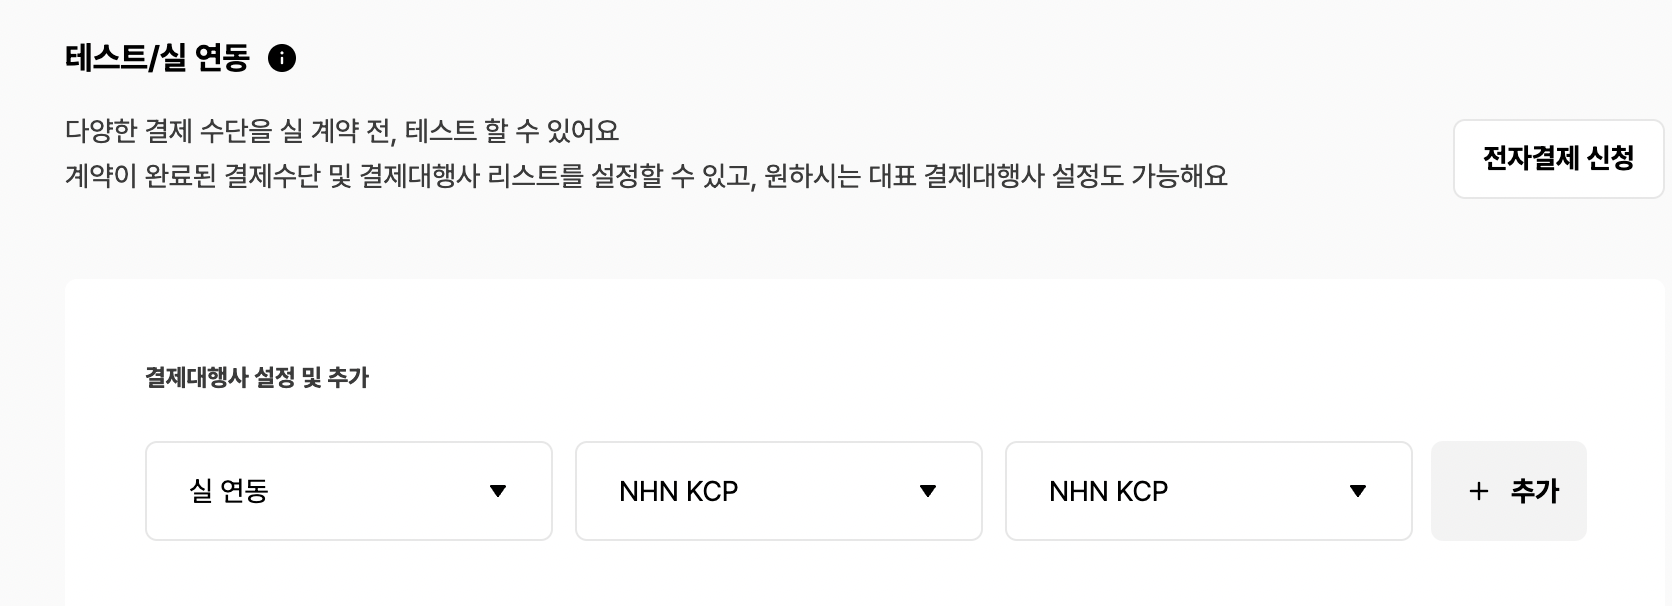 테스트/실 연동
다양한 결제 수단을 실 계약 전, 테스트 할 수 있어요
계약이 완료된 결제수단 및 결제대행사 리스트를 설정할 수 있고, 원하시는 대표 결제대행사 설정도 가능해요
전자결제 신청
결제대행사 설정 및 추가
실 연동
NHN KCP
NHN KCP
+ 추가